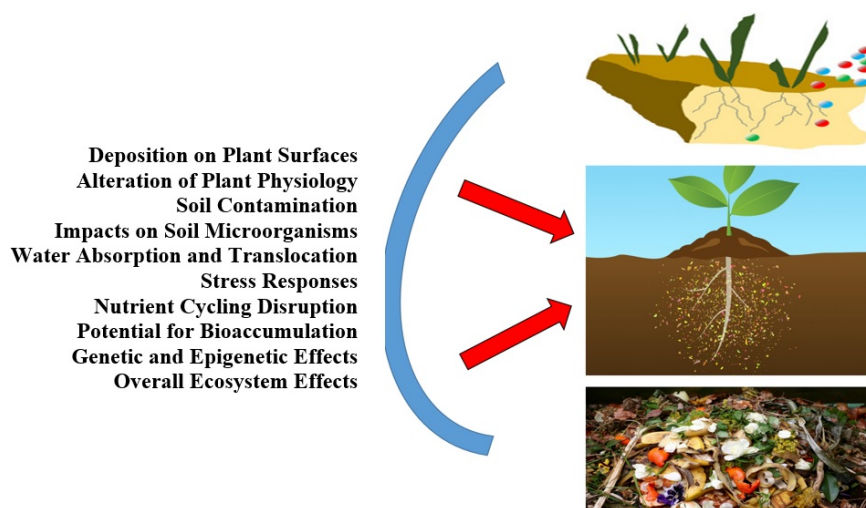 Deposition on Plant Surfaces
Alteration of Plant Physiology
Soil Contamination
Impacts on Soil Microorganisms
Water Absorption and Translocation
Stress Responses
Nutrient Cycling Disruption
Potential for Bioaccumulation
Genetic and Epigenetic Effects
Overall Ecosystem Effects